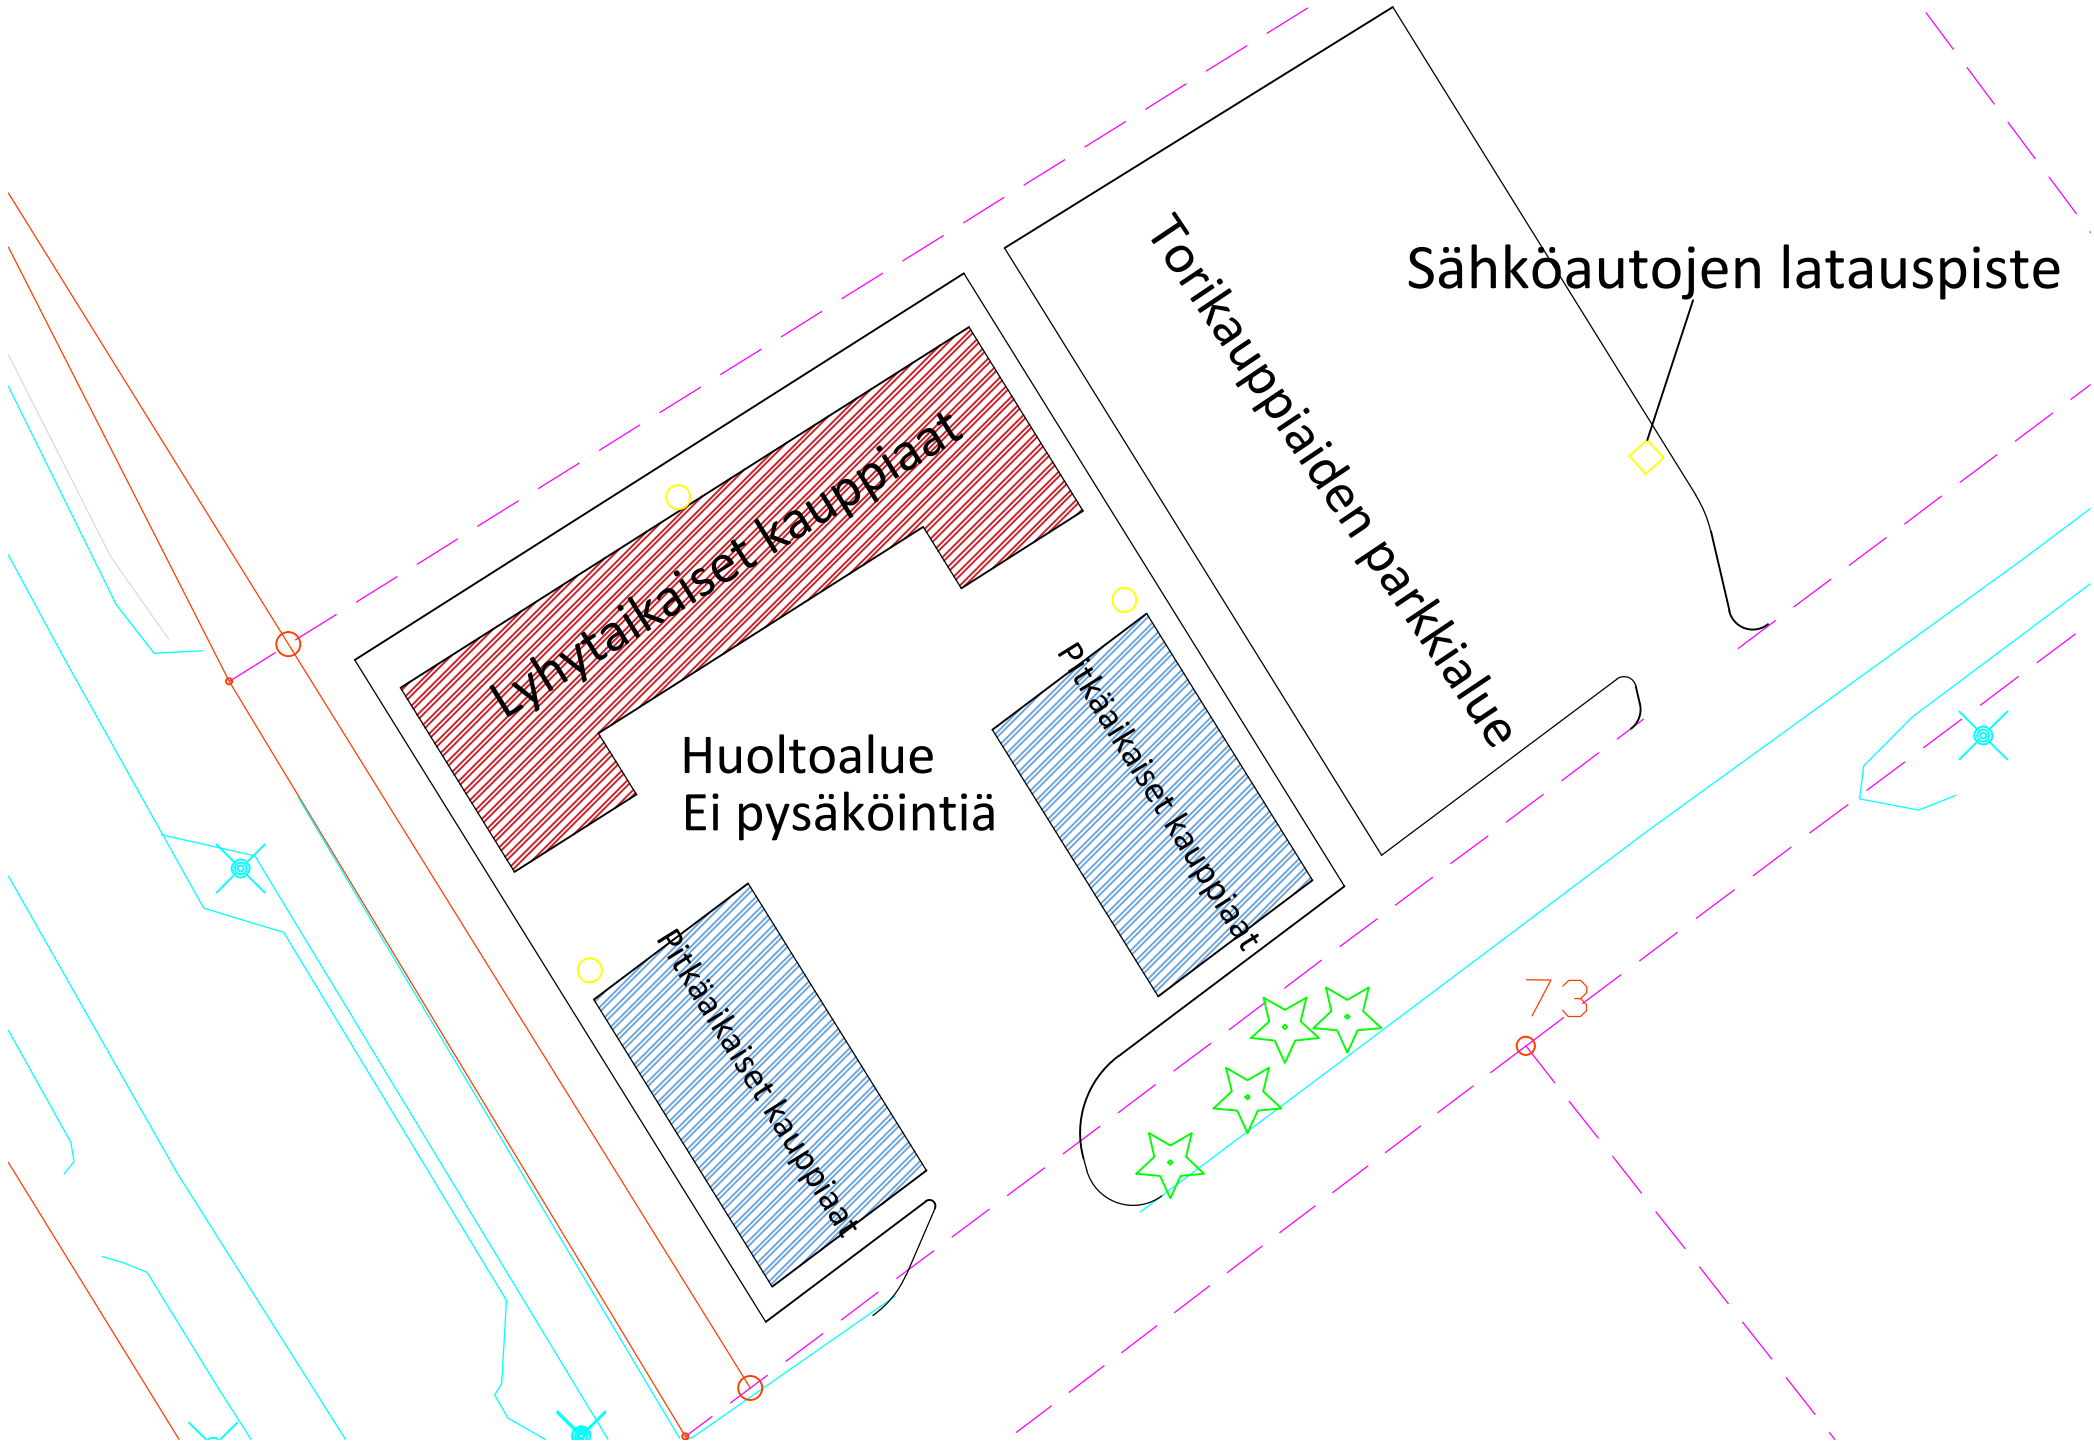 Sähköautojen latauspiste
Torikauppiaiden parkkialue
Lyhytaikaiset kauppiaat
Pitkäaikaiset kauppiaat
Huoltoalue
Ei pysäköintiä
Pitkäaikaiset kauppiaat
73